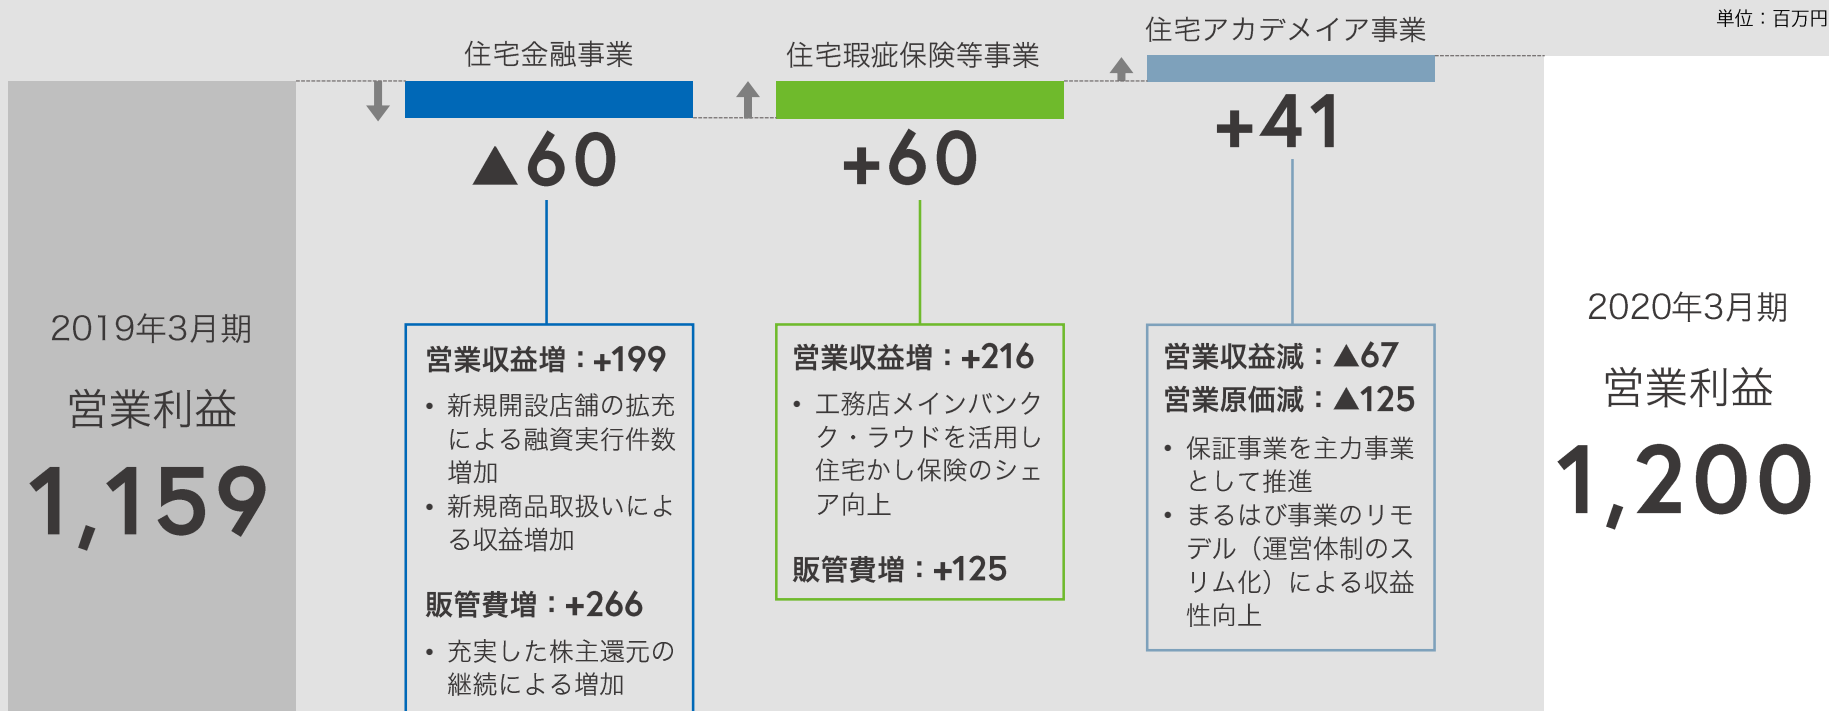 単位：百万円
2019年3月期
営業利益
1,159
住宅金融事業
▲60
営業収益増：+199
• 新規開設店舗の拡充
による融資実行件数
増加
• 新規商品取扱いによ
る収益増加
販管費増：+266
• 充実した株主還元の
継続による増加
住宅瑕疵保険等事業
+60
営業収益増：+216
• 工務店メインバンク
ク・ラウドを活用し
住宅かし保険のシェ
ア向上
販管費増：+125
住宅アカデメイア事業
+41
営業収益減：▲67
営業原価減：▲125
• 保証事業を主力事業
として推進
• まるはび事業のリモ
デル（運営体制のス
リム化）による収益
性向上
2020年3月期
営業利益
1,200